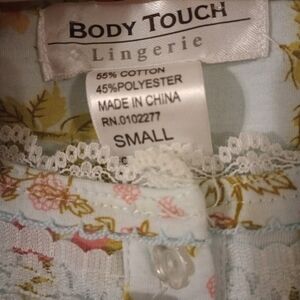 BODY TOUCH
Lingerie
55% COTTON
45%POLYESTER
MADE IN CHINA
RN.0102277
SMALL